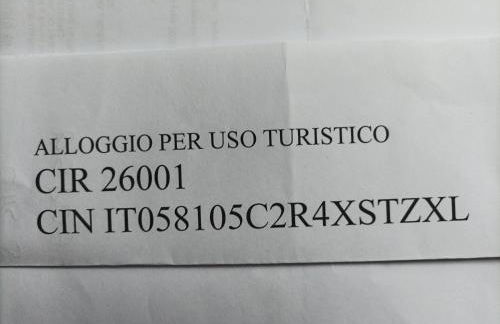 ALLOGGIO PER USO TURISTICO
CIR 26001
CIN IT058105C2R4XSTZXL